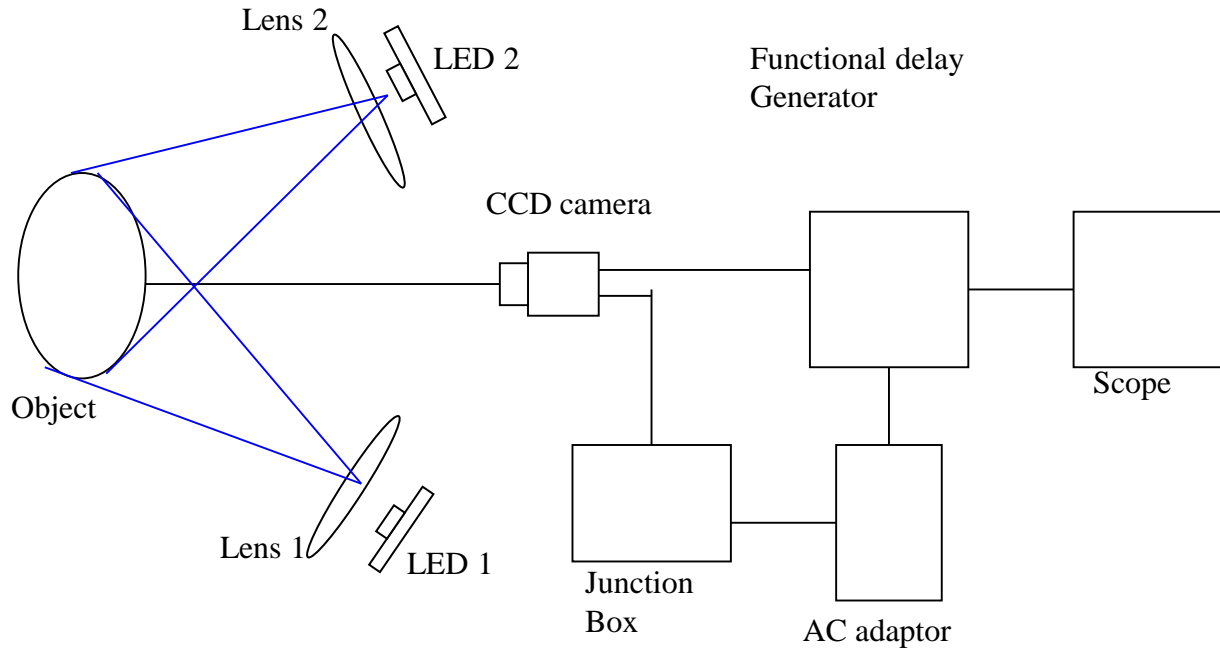 Lens 2
LED 2
Functional delay
Generator
CCD camera
Object
Scope
Lens 1
LED 1
Junction
Box
AC adaptor